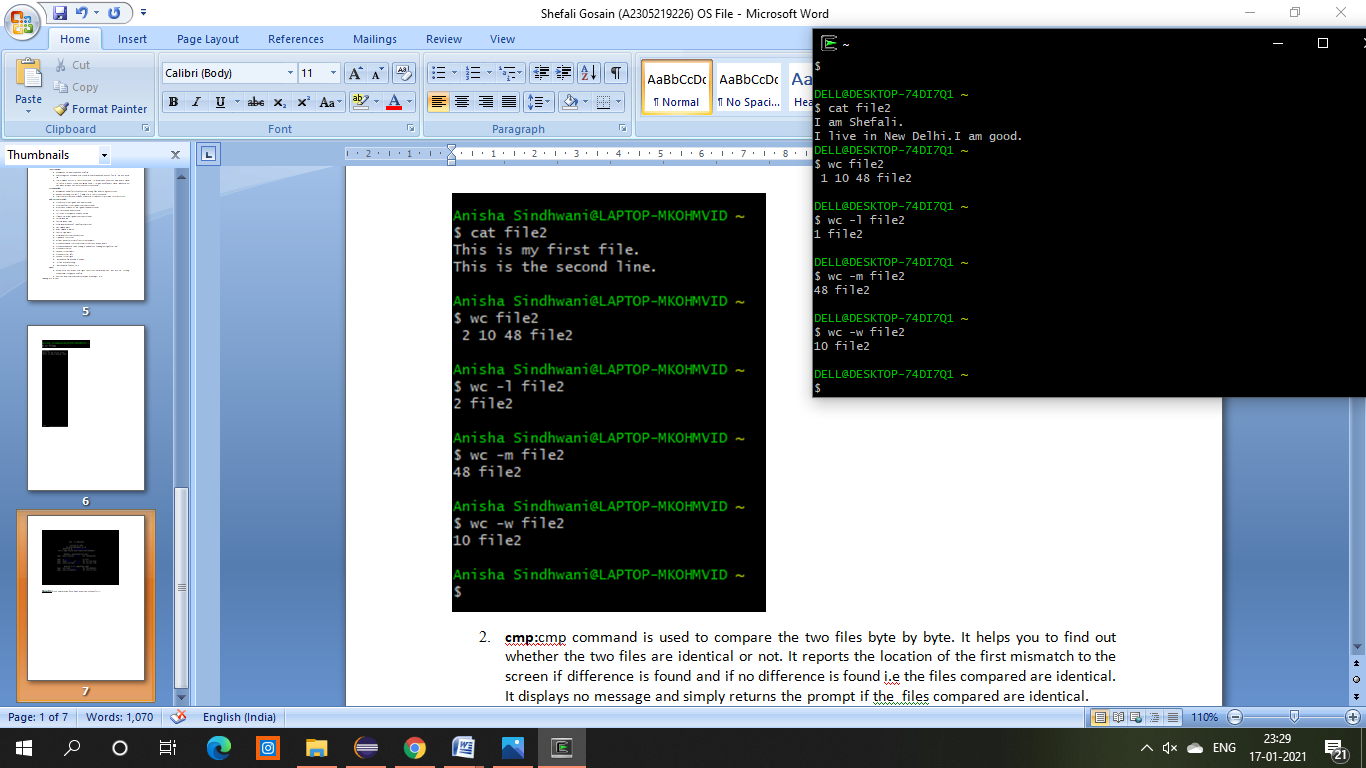 Shefali Gosain (A2305219226) OS File - Microsoft Word
Home Insert Page Layout References Mailings Review View
Paste
Cut
Copy
Format Painter
Clipboard
Calibri (Body) 11
Font
Paragraph
AaBbCcDc
¶ Normal
AaBbCcDc
¶ No Spaci...
Thumbnails
5
6
7
Anisha Sindhwani@LAPTOP-MKOHMVID ~
$ cat file2
This is my first file.
This is the second line.
Anisha Sindhwani@LAPTOP-MKOHMVID ~
$ wc file2
2 10 48 file2
Anisha Sindhwani@LAPTOP-MKOHMVID ~
$ wc -l file2
2 file2
Anisha Sindhwani@LAPTOP-MKOHMVID ~
$ wc -m file2
48 file2
Anisha Sindhwani@LAPTOP-MKOHMVID ~
$ wc -w file2
10 file2
Anisha Sindhwani@LAPTOP-MKOHMVID ~
$
2. cmp:cmp command is used to compare the two files byte by byte. It helps you to find out
whether the two files are identical or not. It reports the location of the first mismatch to the
screen if difference is found and if no difference is found i.e the files compared are identical.
It displays no message and simply returns the prompt if the files compared are identical.
~
$
DELL@DESKTOP-74DI7Q1 ~
$ cat file2
I am Shefali.
I live in New Delhi.I am good.
DELL@DESKTOP-74DI7Q1 ~
$ wc file2
1 10 48 file2
DELL@DESKTOP-74DI7Q1 ~
$ wc -l file2
1 file2
DELL@DESKTOP-74DI7Q1 ~
$ wc -m file2
48 file2
DELL@DESKTOP-74DI7Q1 ~
$ wc -w file2
10 file2
DELL@DESKTOP-74DI7Q1 ~
$
Page: 1 of 7 Words: 1,070 English (India) 110%
ENG
23:29
17-01-2021
21